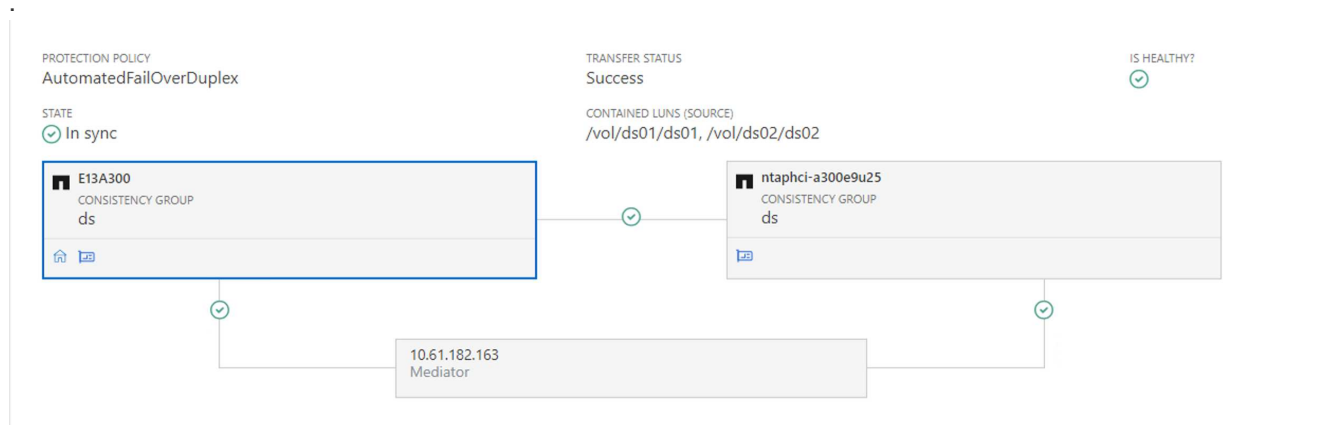 .
PROTECTION POLICY
AutomatedFailOverDuplex
TRANSFER STATUS
Success
IS HEALTHY?
STATE
In sync
CONTAINED LUNS (SOURCE)
/vol/ds01/ds01, /vol/ds02/ds02
E13A300
CONSISTENCY GROUP
ds
ntaphci-a300e9u25
CONSISTENCY GROUP
ds
10.61.182.163
Mediator